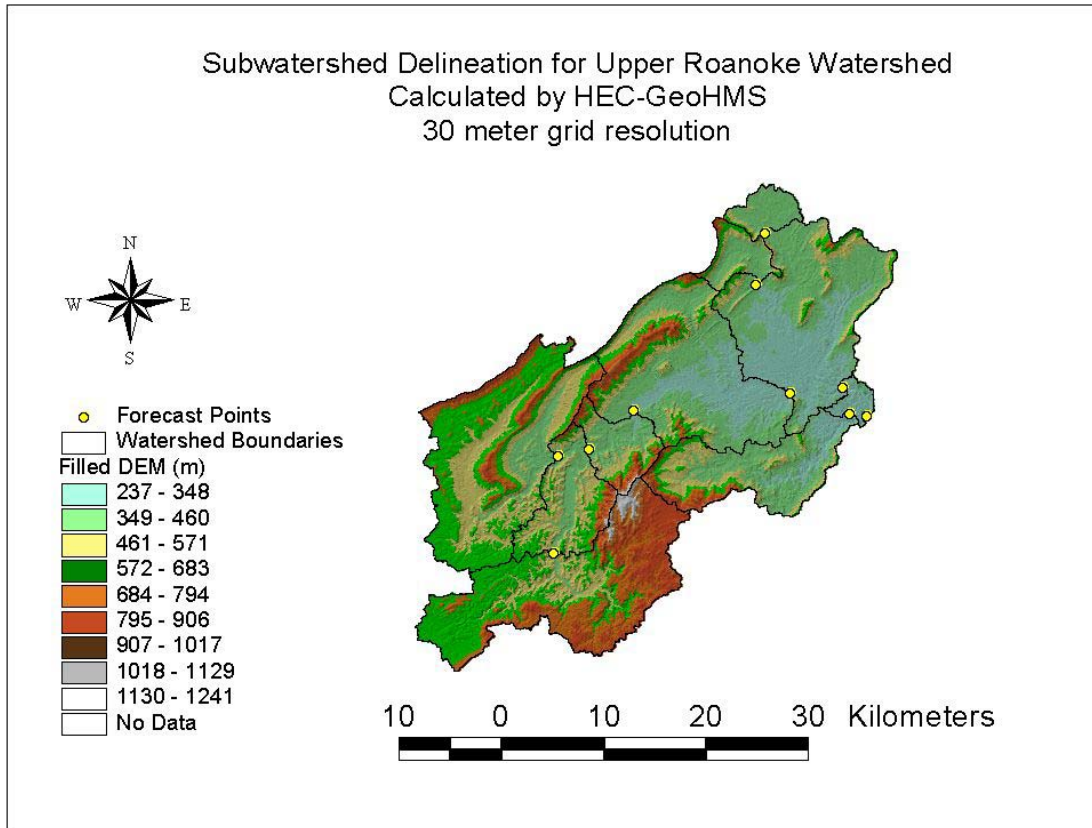 Subwatershed Delineation for Upper Roanoke Watershed
Calculated by HEC-GeoHMS
30 meter grid resolution
N
W E
S
Forecast Points
Watershed Boundaries
Filled DEM (m)
237 - 348
349 - 460
461 - 571
572 - 683
684 - 794
795 - 906
907 - 1017
1018 - 1129
1130 - 1241
No Data
10 0 10 20 30 Kilometers